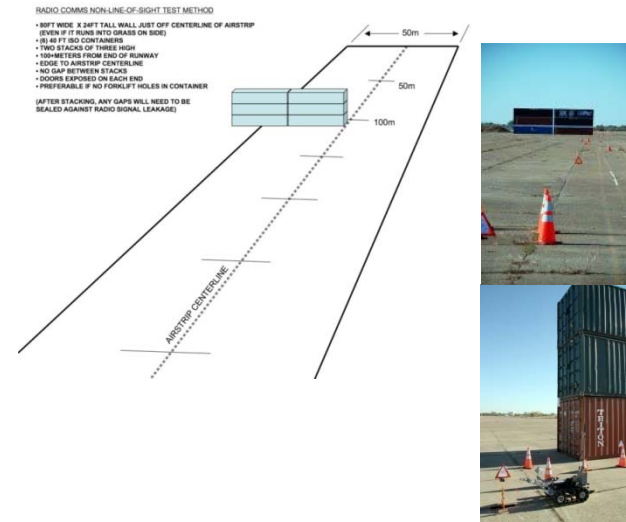 RADIO COMMS NON-LINE-OF-SIGHT TEST METHOD
• 80FT WIDE X 24FT TALL WALL JUST OFF CENTERLINE OF AIRSTRIP
(EVEN IF IT RUNS INTO GRASS ON SIDE)
• (6) 40 FT ISO CONTAINERS
• TWO STACKS OF THREE HIGH
• 100+METERS FROM END OF RUNWAY
• EDGE TO AIRSTRIP CENTERLINE
• NO GAP BETWEEN STACKS
• DOORS EXPOSED ON EACH END
• PREFERABLE IF NO FORKLIFT HOLES IN CONTAINER
(AFTER STACKING, ANY GAPS WILL NEED TO BE
SEALED AGAINST RADIO SIGNAL LEAKAGE)
50m
50m
100m
AIRSTRIP CENTERLINE
TRITON